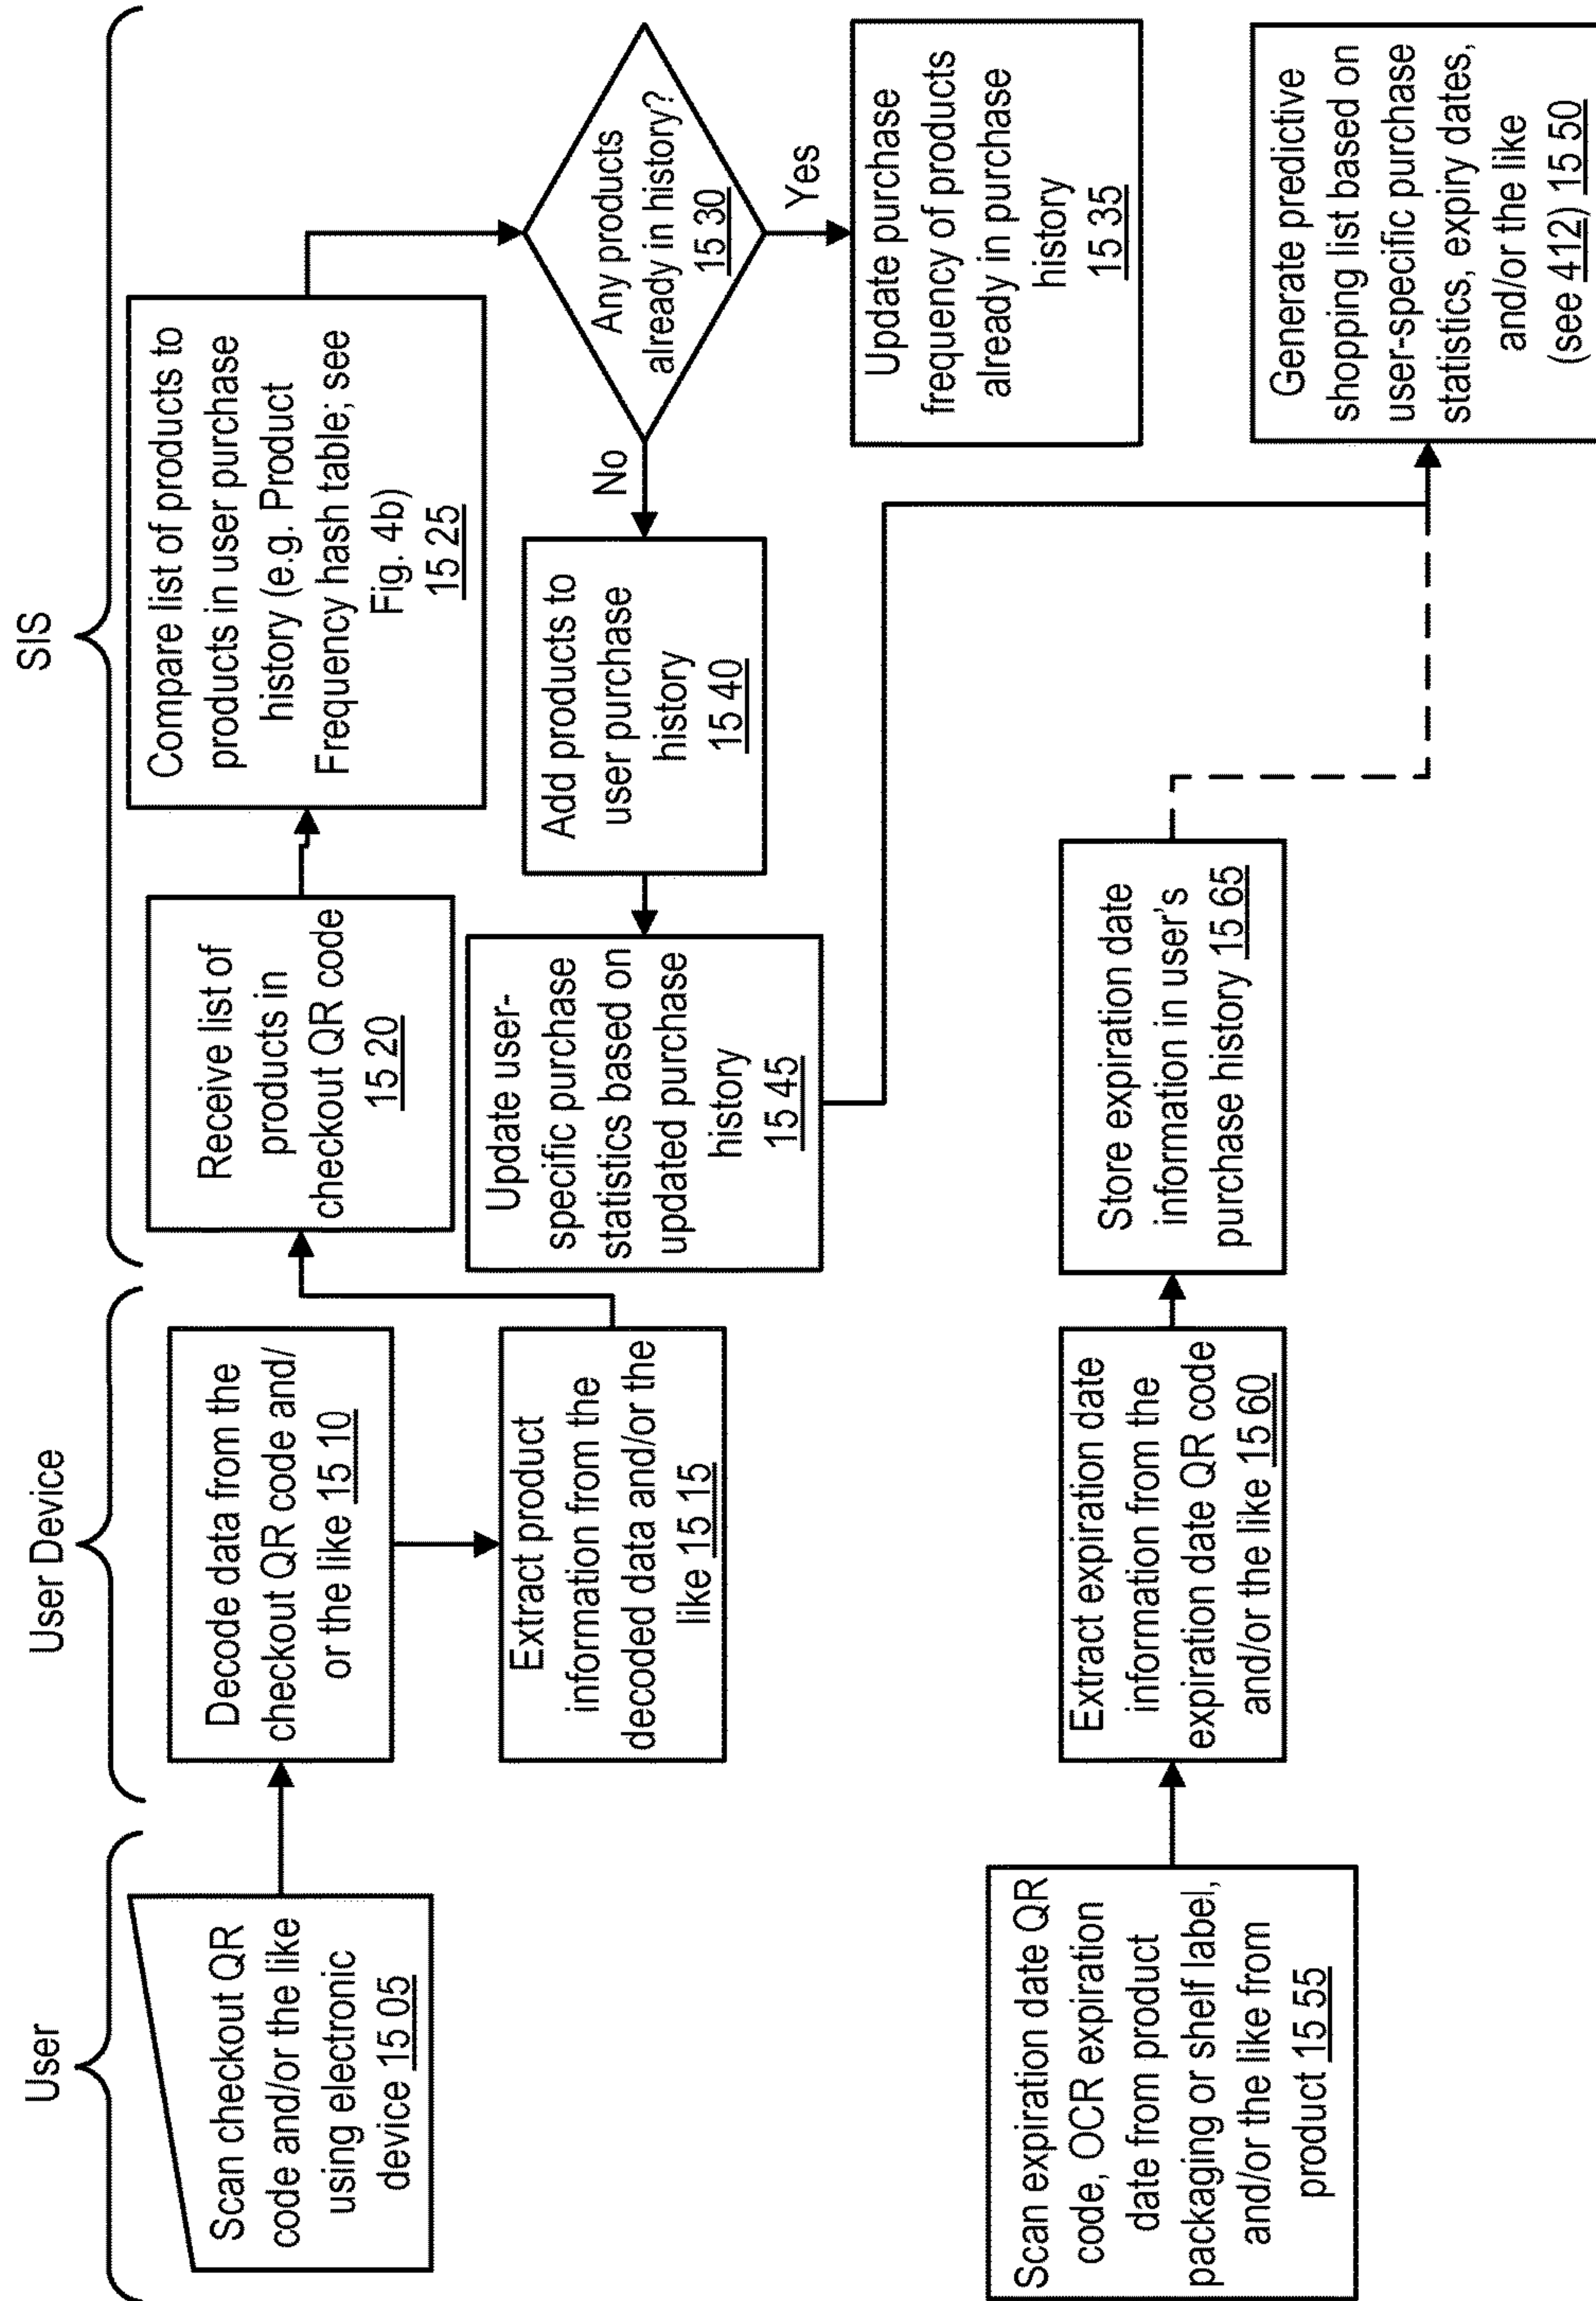 User
User Device
SIS
Scan checkout QR
code and/or the like
using electronic
device 15 05
Decode data from the
checkout QR code and/
or the like 15 10
Extract product
information from the
decoded data and/or the
like 15 15
Receive list of
products in
checkout QR code
15 20
Compare list of products to
products in user purchase
history (e.g. Product
Frequency hash table; see
Fig. 4b)
15 25
Any products
already in history?
15 30
Yes
No
Update purchase
frequency of products
already in purchase
history
15 35
Add products to
user purchase
history
15 40
Update user-
specific purchase
statistics based on
updated purchase
history
15 45
Generate predictive
shopping list based on
user-specific purchase
statistics, expiry dates,
and/or the like
(see 412) 15 50
Scan expiration date QR
code, OCR expiration
date from product
packaging or shelf label,
and/or the like from
product 15 55
Extract expiration date
information from the
expiration date QR code
and/or the like 15 60
Store expiration date
information in user's
purchase history 15 65